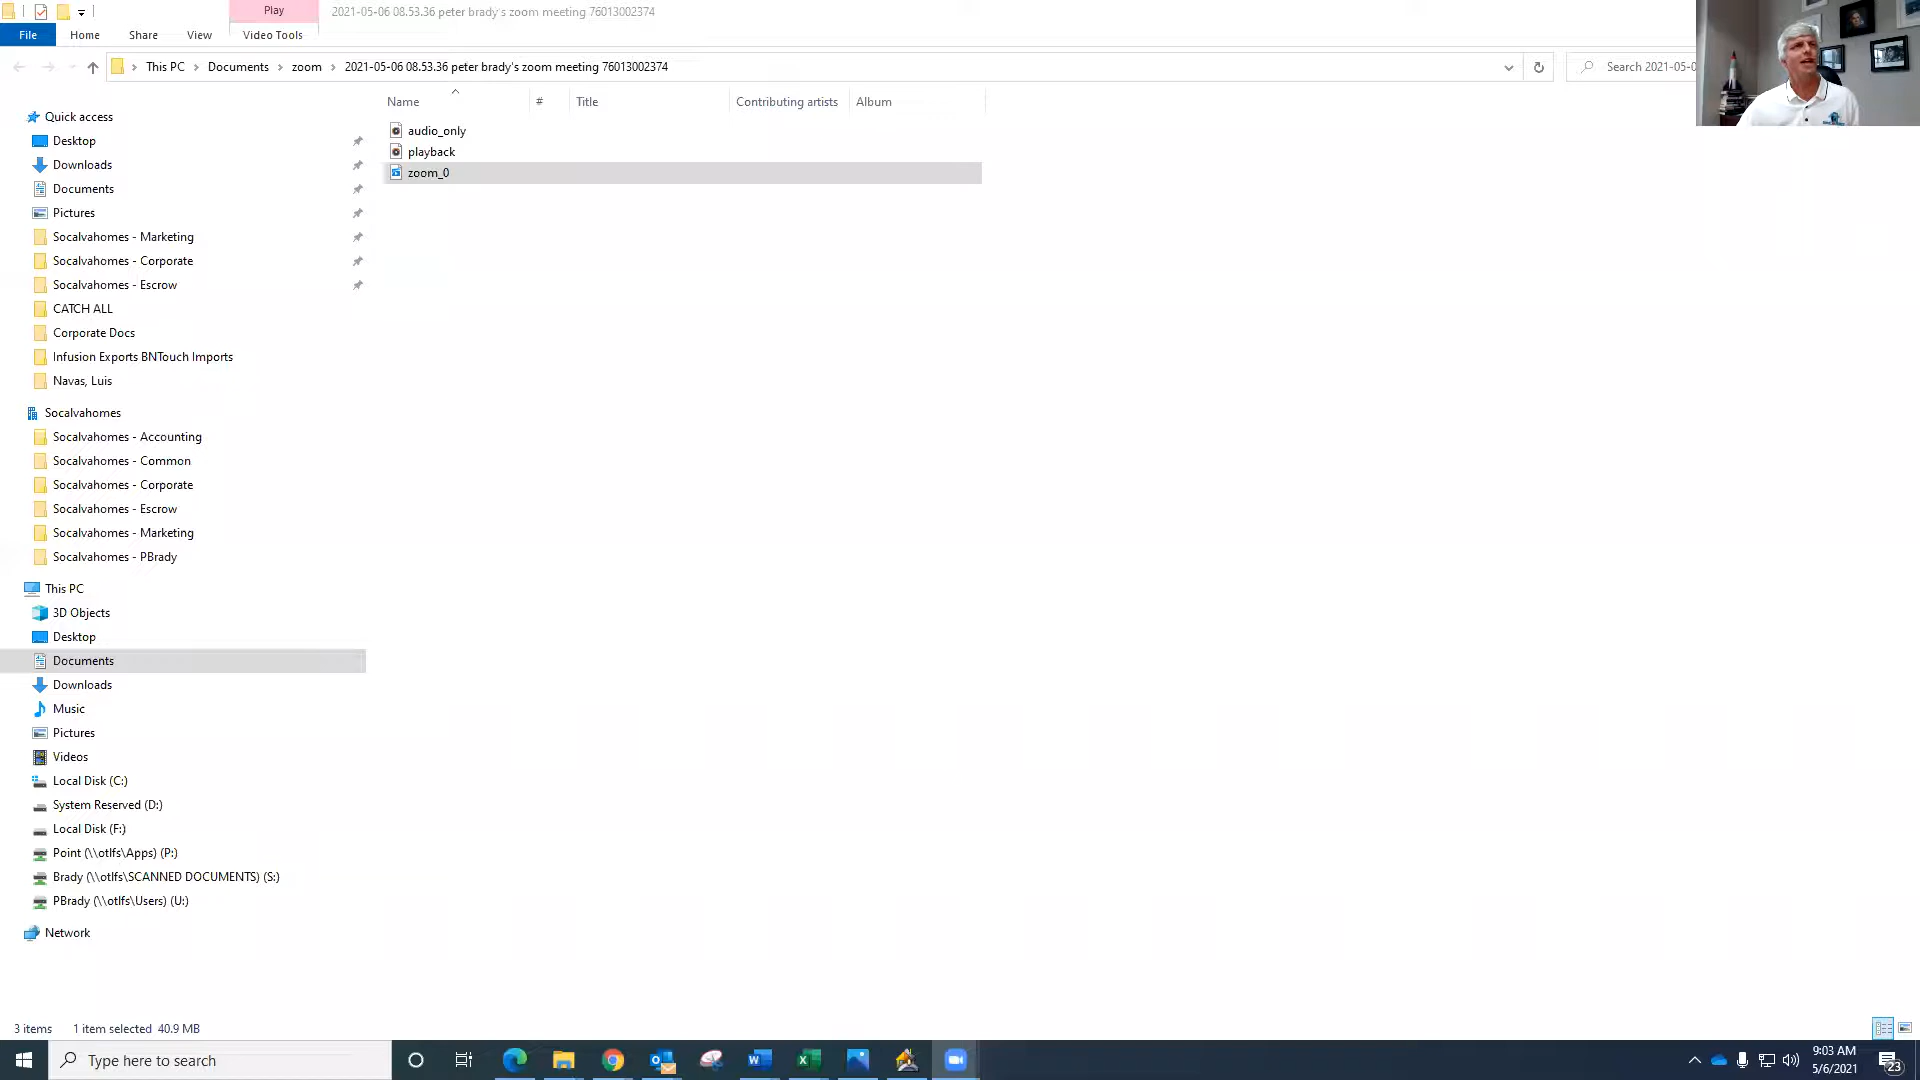 Play
2021-05-06 08.53.36 peter brady's zoom meeting 76013002374
File
Home
Share
View
Video Tools
This PC
Documents
zoom
2021-05-06 08.53.36 peter brady's zoom meeting 76013002374
Search 2021-05-0
Name
#
Title
Contributing artists
Album
audio_only
playback
zoom_0
Quick access
Desktop
Downloads
Documents
Pictures
Socalvahomes - Marketing
Socalvahomes - Corporate
Socalvahomes - Escrow
CATCH ALL
Corporate Docs
Infusion Exports BNTouch Imports
Navas, Luis
Socalvahomes
Socalvahomes - Accounting
Socalvahomes - Common
Socalvahomes - Corporate
Socalvahomes - Escrow
Socalvahomes - Marketing
Socalvahomes - PBrady
This PC
3D Objects
Desktop
Documents
Downloads
Music
Pictures
Videos
Local Disk (C:)
System Reserved (D:)
Local Disk (F:)
Point (\\otlfs\Apps) (P:)
Brady (\\otlfs\SCANNED DOCUMENTS) (S:)
PBrady (\\otlfs\Users) (U:)
Network
3 items 1 item selected 40.9 MB
Type here to search
9:03 AM
5/6/2021
23